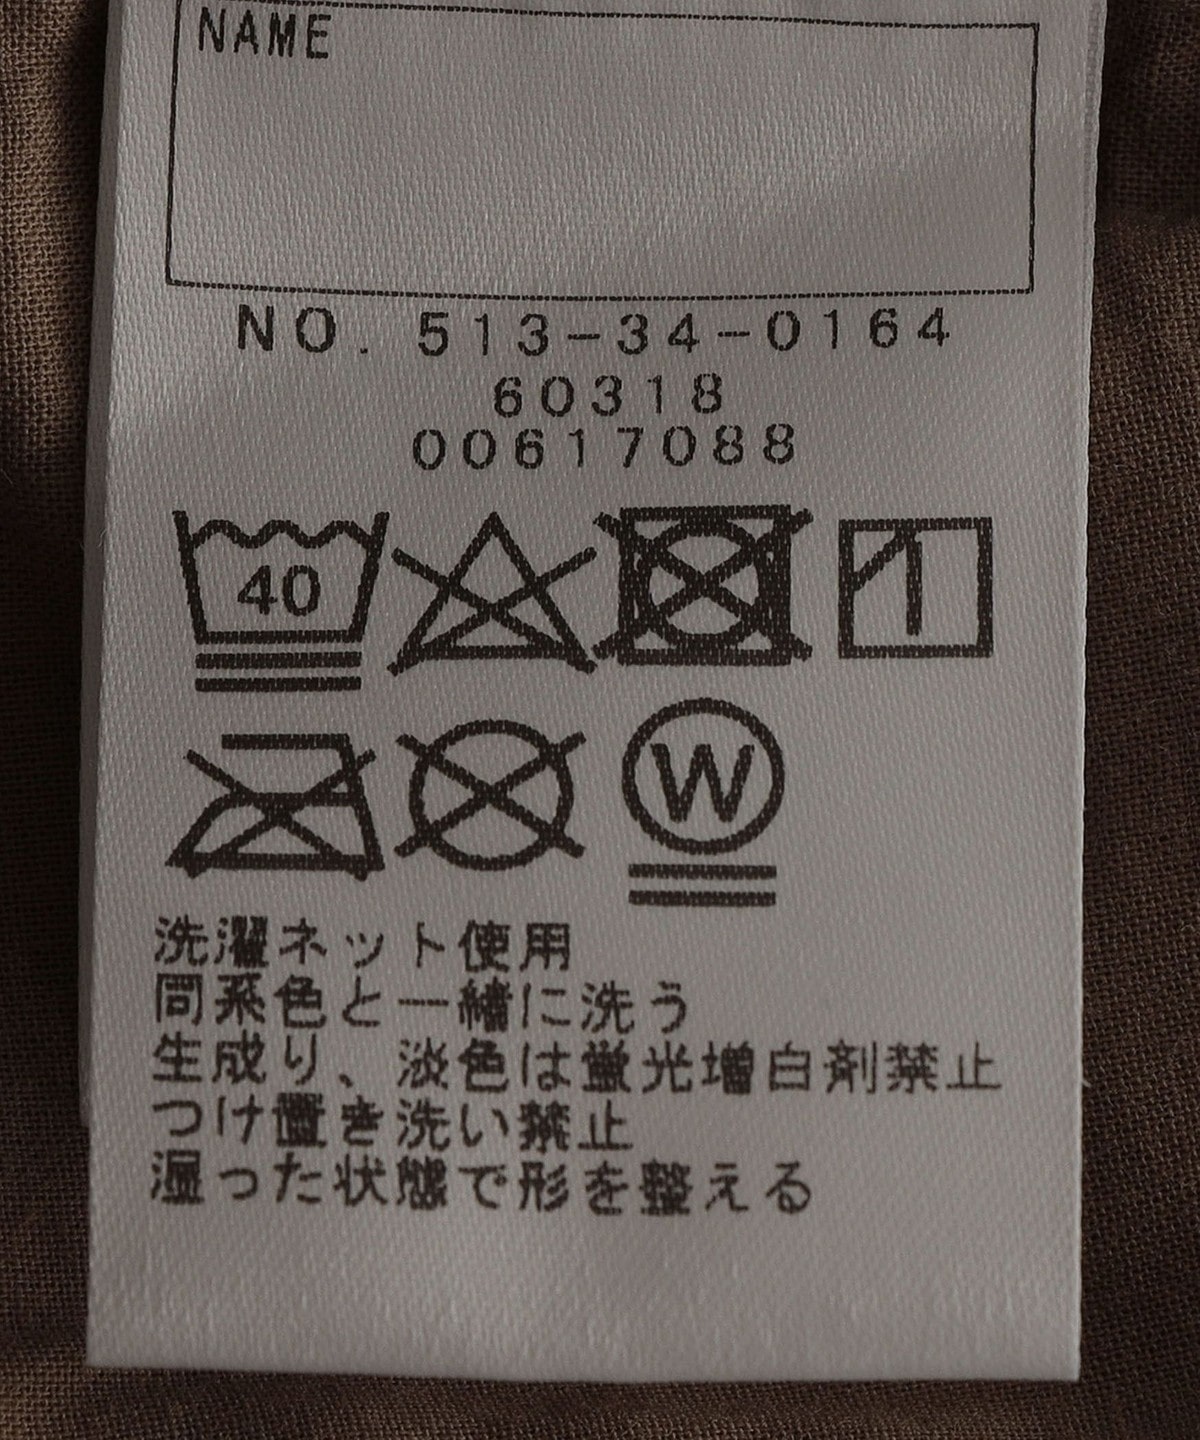 NAME
NO. 513-34-0164
60318
00617088
40
W
洗濯ネット使用
同系色と一緒に洗う
生成り、淡色は蛍光増白剤禁止
つけ置き洗い禁止
湿った状態で形を整える